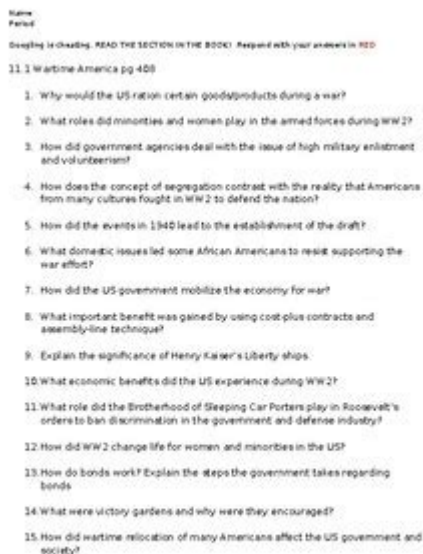 Name
Period
Googling is cheating. READ THE SECTION IN THE BOOK! Respond with your answers in RED
11.1 Wartime America pg 408
1. Why would the US ration certain goods/products during a war?
2. What roles did minorities and women play in the armed forces during WW2?
3. How did government agencies deal with the issue of high military enlistment
and volunteerism?
4. How does the concept of segregation contrast with the reality that Americans
from many cultures fought in WW2 to defend the nation?
5. How did the events in 1940 lead to the establishment of the draft?
6. What domestic issues led some African Americans to resist supporting the
war effort?
7. How did the US government mobilize the economy for war?
8. What important benefit was gained by using cost-plus contracts and
assembly-line technique?
9. Explain the significance of Henry Kaiser's Liberty ships.
10. What economic benefits did the US experience during WW2?
11. What role did the Brotherhood of Sleeping Car Porters play in Roosevelt's
orders to ban discrimination in the government and defense industry?
12. How did WW2 change life for women and minorities in the US?
13. How do bonds work? Explain the steps the government takes regarding
bonds
14. What were victory gardens and why were they encouraged?
15. How did wartime relocation of many Americans affect the US government and
society?